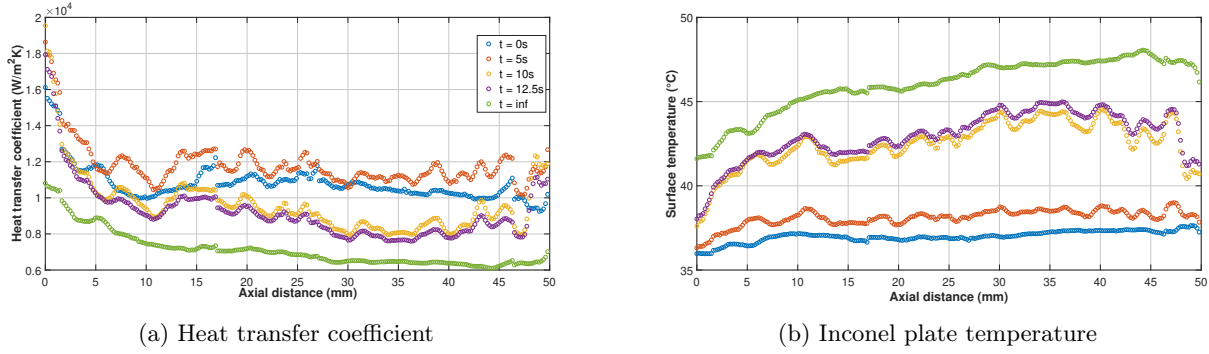 ×10⁴
2
1.8
1.6
1.4
1.2
1
0.8
0.6
Heat transfer coefficient (W/m²K)
t = 0s
t = 5s
t = 10s
t = 12.5s
t = inf
0 5 10 15 20 25 30 35 40 45 50
Axial distance (mm)
(a) Heat transfer coefficient
50
45
40
35
Surface temperature (°C)
0 5 10 15 20 25 30 35 40 45 50
Axial distance (mm)
(b) Inconel plate temperature